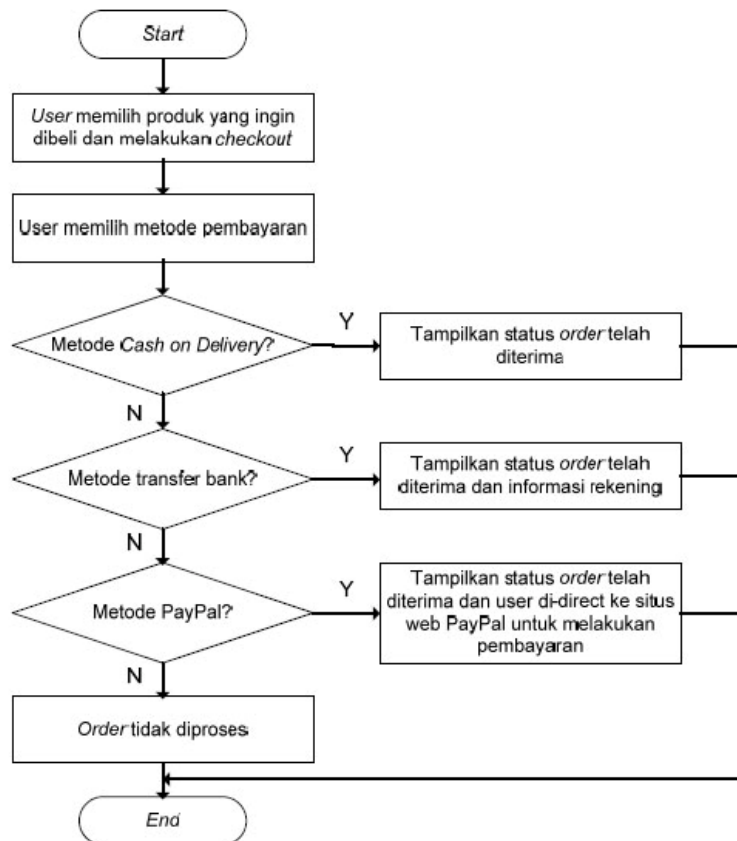 Start
User memilih produk yang ingin
dibeli dan melakukan checkout
User memilih metode pembayaran
Metode Cash on Delivery?
Y
Tampilkan status order telah
diterima
N
Metode transfer bank?
Y
Tampilkan status order telah
diterima dan informasi rekening
N
Metode PayPal?
Y
Tampilkan status order telah
diterima dan user di-direct ke situs
web PayPal untuk melakukan
pembayaran
N
Order tidak diproses
End